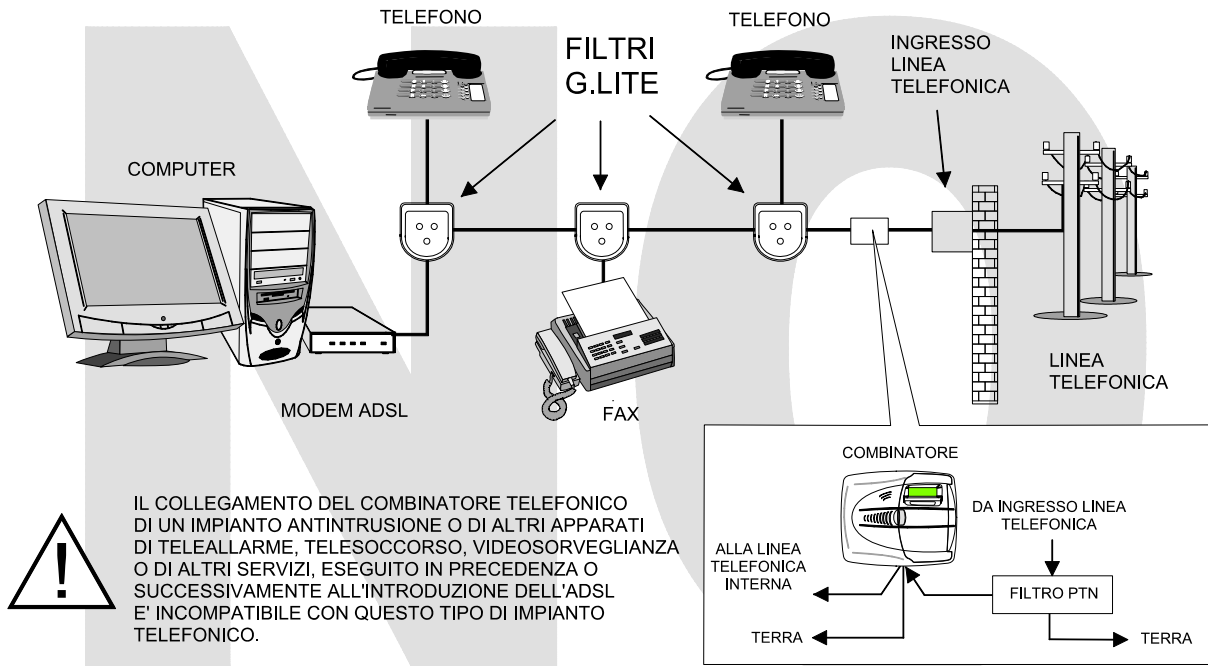 TELEFONO
TELEFONO
FILTRI
G.LITE
INGRESSO
LINEA
TELEFONICA
COMPUTER
MODEM ADSL
FAX
LINEA
TELEFONICA
NO
IL COLLEGAMENTO DEL COMBINATORE TELEFONICO
DI UN IMPIANTO ANTINTRUSIONE O DI ALTRI APPARATI
DI TELEALLARME, TELESOCCORSO, VIDEOSORVEGLIANZA
O DI ALTRI SERVIZI, ESEGUITO IN PRECEDENZA O
SUCCESSIVAMENTE ALL'INTRODUZIONE DELL'ADSL
E' INCOMPATIBILE CON QUESTO TIPO DI IMPIANTO
TELEFONICO.
!
COMBINATORE
DA INGRESSO LINEA
TELEFONICA
ALLA LINEA
TELEFONICA
INTERNA
FILTRO PTN
TERRA
TERRA